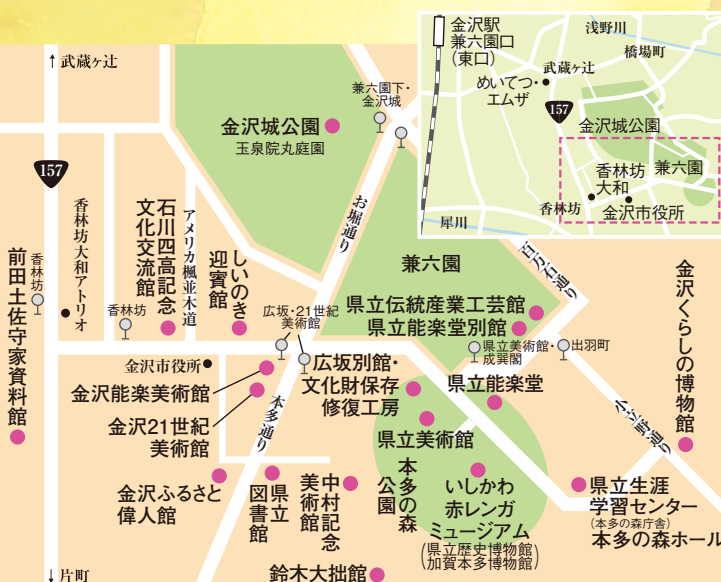 ↑武蔵ヶ辻
157
香林坊大和アトリオ
香林坊
前田土佐守家資料館
↓片町
石川四高記念
文化交流館
香林坊
アメリカ楓並木道
しいのき
迎賓館
金沢城公園
玉泉院丸庭園
兼六園下・
金沢城
お堀通り
兼六園
百万石通り
県立伝統産業工芸館
県立能楽堂別館
県立美術館・
成巽閣
出羽町
広坂・21世紀
美術館
金沢市役所
金沢能楽美術館
金沢21世紀
美術館
本多通り
広坂別館・
文化財保存
修復工房
県立能楽堂
県立美術館
金沢くらしの博物館
小立野通り
金沢ふるさと
偉人館
県立
図書館
中村記念
美術館
本多の森
公園
いしかわ
赤レンガ
ミュージアム
(県立歴史博物館
加賀本多博物館)
県立生涯
学習センター
(本多の森庁舎)
本多の森ホール
鈴木大拙館
金沢駅
兼六園口
(東口)
浅野川
橋場町
武蔵ヶ辻
めいてつ・
エムザ
157
金沢城公園
兼六園
香林坊
大和
香林坊
金沢市役所
犀川